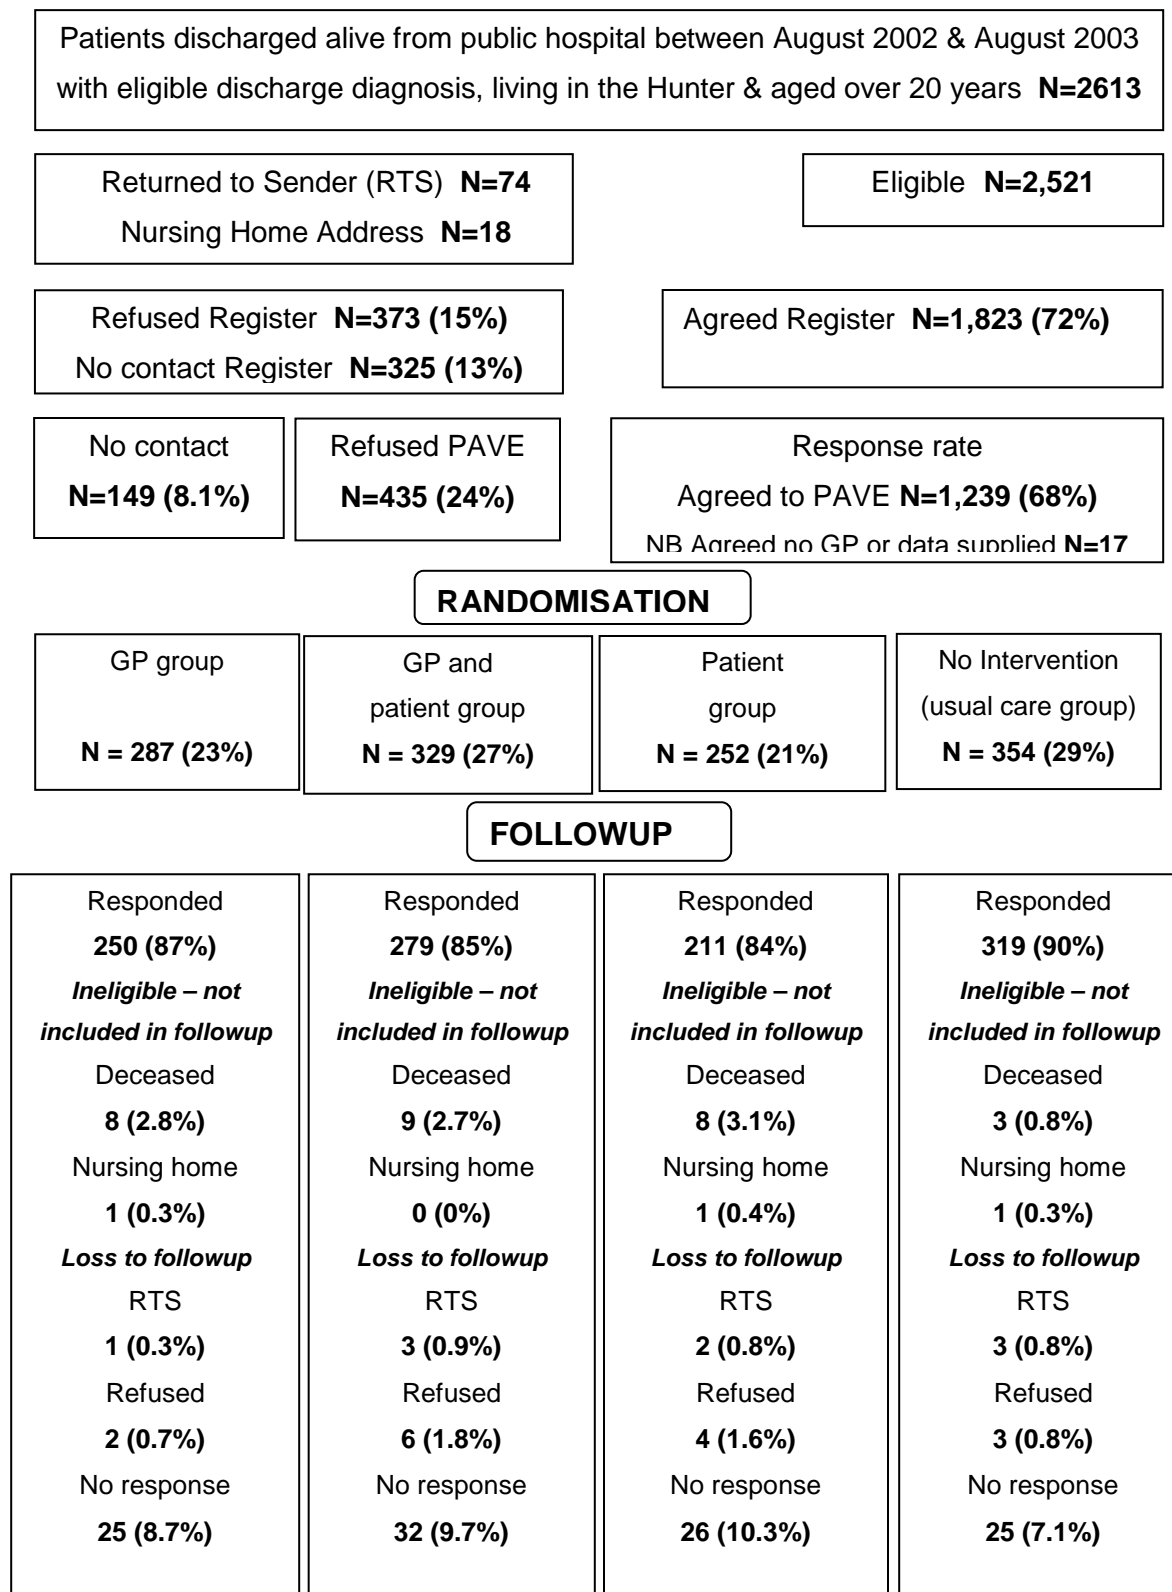 Patients discharged alive from public hospital between August 2002 & August 2003
with eligible discharge diagnosis, living in the Hunter & aged over 20 years N=2613
Returned to Sender (RTS) N=74
Nursing Home Address N=18
Eligible N=2,521
Refused Register N=373 (15%)
No contact Register N=325 (13%)
Agreed Register N=1,823 (72%)
No contact
N=149 (8.1%)
Refused PAVE
N=435 (24%)
Response rate
Agreed to PAVE N=1,239 (68%)
NB Agreed no GP or data supplied N=17
RANDOMISATION
GP group
N = 287 (23%)
GP and
patient group
N = 329 (27%)
Patient
group
N = 252 (21%)
No Intervention
(usual care group)
N = 354 (29%)
FOLLOWUP
Responded
250 (87%)
Ineligible – not
included in followup
Deceased
8 (2.8%)
Nursing home
1 (0.3%)
Loss to followup
RTS
1 (0.3%)
Refused
2 (0.7%)
No response
25 (8.7%)
Responded
279 (85%)
Ineligible – not
included in followup
Deceased
9 (2.7%)
Nursing home
0 (0%)
Loss to followup
RTS
3 (0.9%)
Refused
6 (1.8%)
No response
32 (9.7%)
Responded
211 (84%)
Ineligible – not
included in followup
Deceased
8 (3.1%)
Nursing home
1 (0.4%)
Loss to followup
RTS
2 (0.8%)
Refused
4 (1.6%)
No response
26 (10.3%)
Responded
319 (90%)
Ineligible – not
included in followup
Deceased
3 (0.8%)
Nursing home
1 (0.3%)
Loss to followup
RTS
3 (0.8%)
Refused
3 (0.8%)
No response
25 (7.1%)